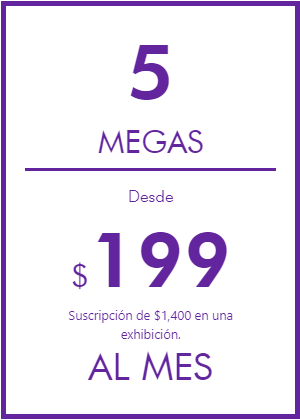 5
MEGAS
Desde
$ 199
Suscripción de $1,400 en una
exhibición.
AL MES